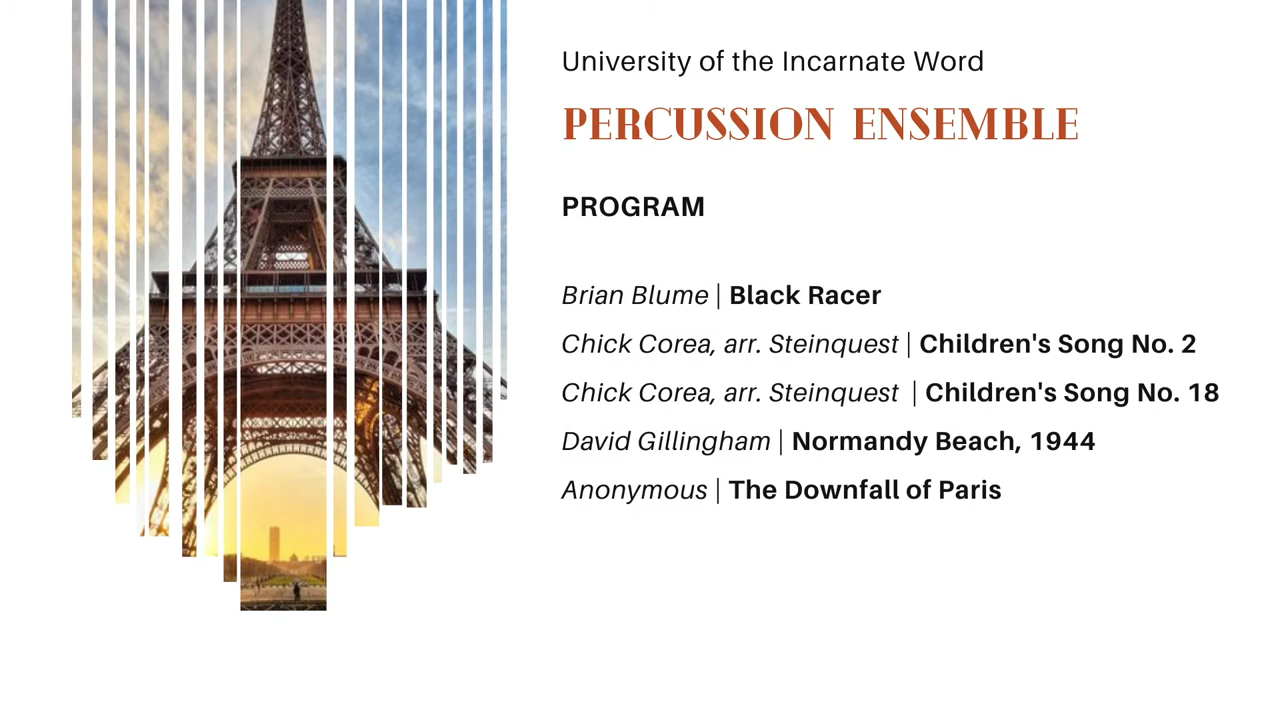 University of the Incarnate Word
PERCUSSION ENSEMBLE
PROGRAM
Brian Blume | Black Racer
Chick Corea, arr. Steinquest | Children's Song No. 2
Chick Corea, arr. Steinquest | Children's Song No. 18
David Gillingham | Normandy Beach, 1944
Anonymous | The Downfall of Paris